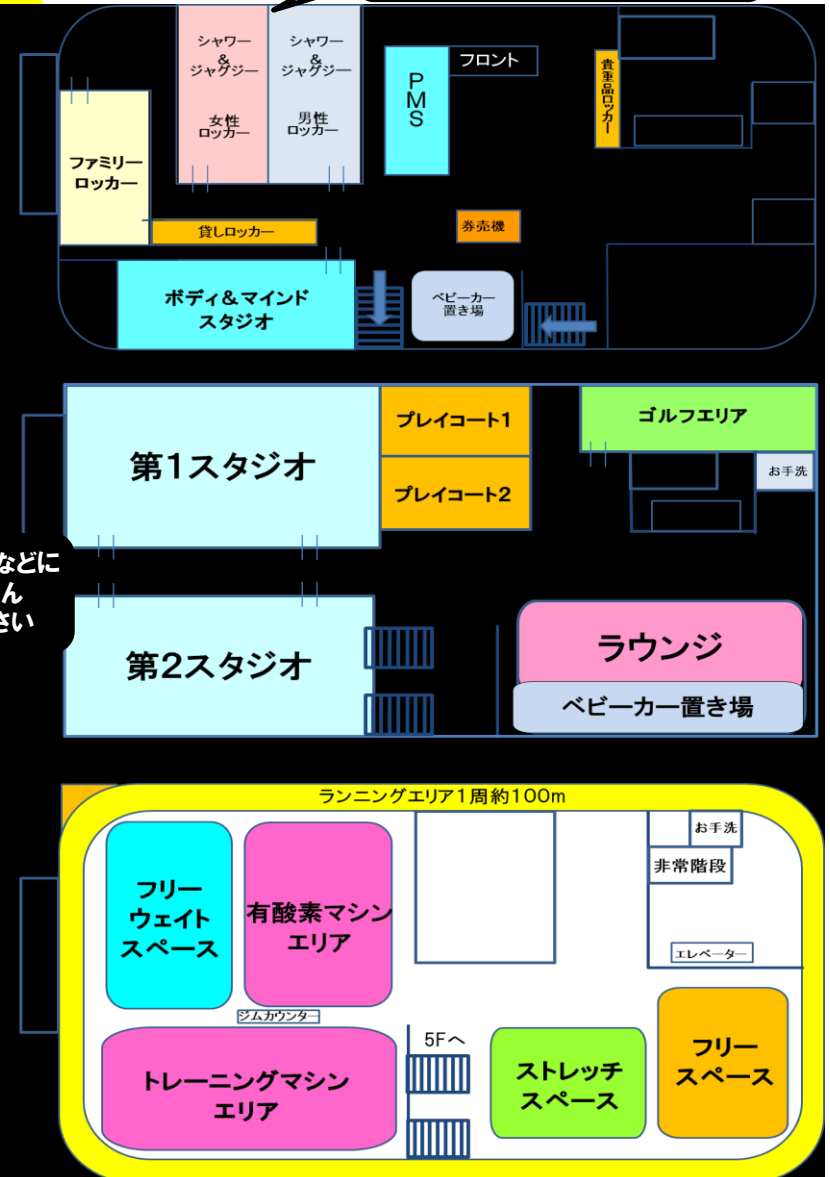 シャワー
&
ジャグジー
女性
ロッカー
シャワー
&
ジャグジー
男性
ロッカー
PMS
フロント
貴重品ロッカー
ファミリー
ロッカー
貸しロッカー
券売機
ボディ&マインド
スタジオ
ベビーカー
置き場
第1スタジオ
プレイコート1
プレイコート2
ゴルフエリア
お手洗
などに
ん
さい
第2スタジオ
ラウンジ
ベビーカー置き場
ランニングエリア1周約100m
フリー
ウェイト
スペース
有酸素マシン
エリア
お手洗
非常階段
エレベーター
ジムカウンター
トレーニングマシン
エリア
5Fへ
ストレッチ
スペース
フリー
スペース